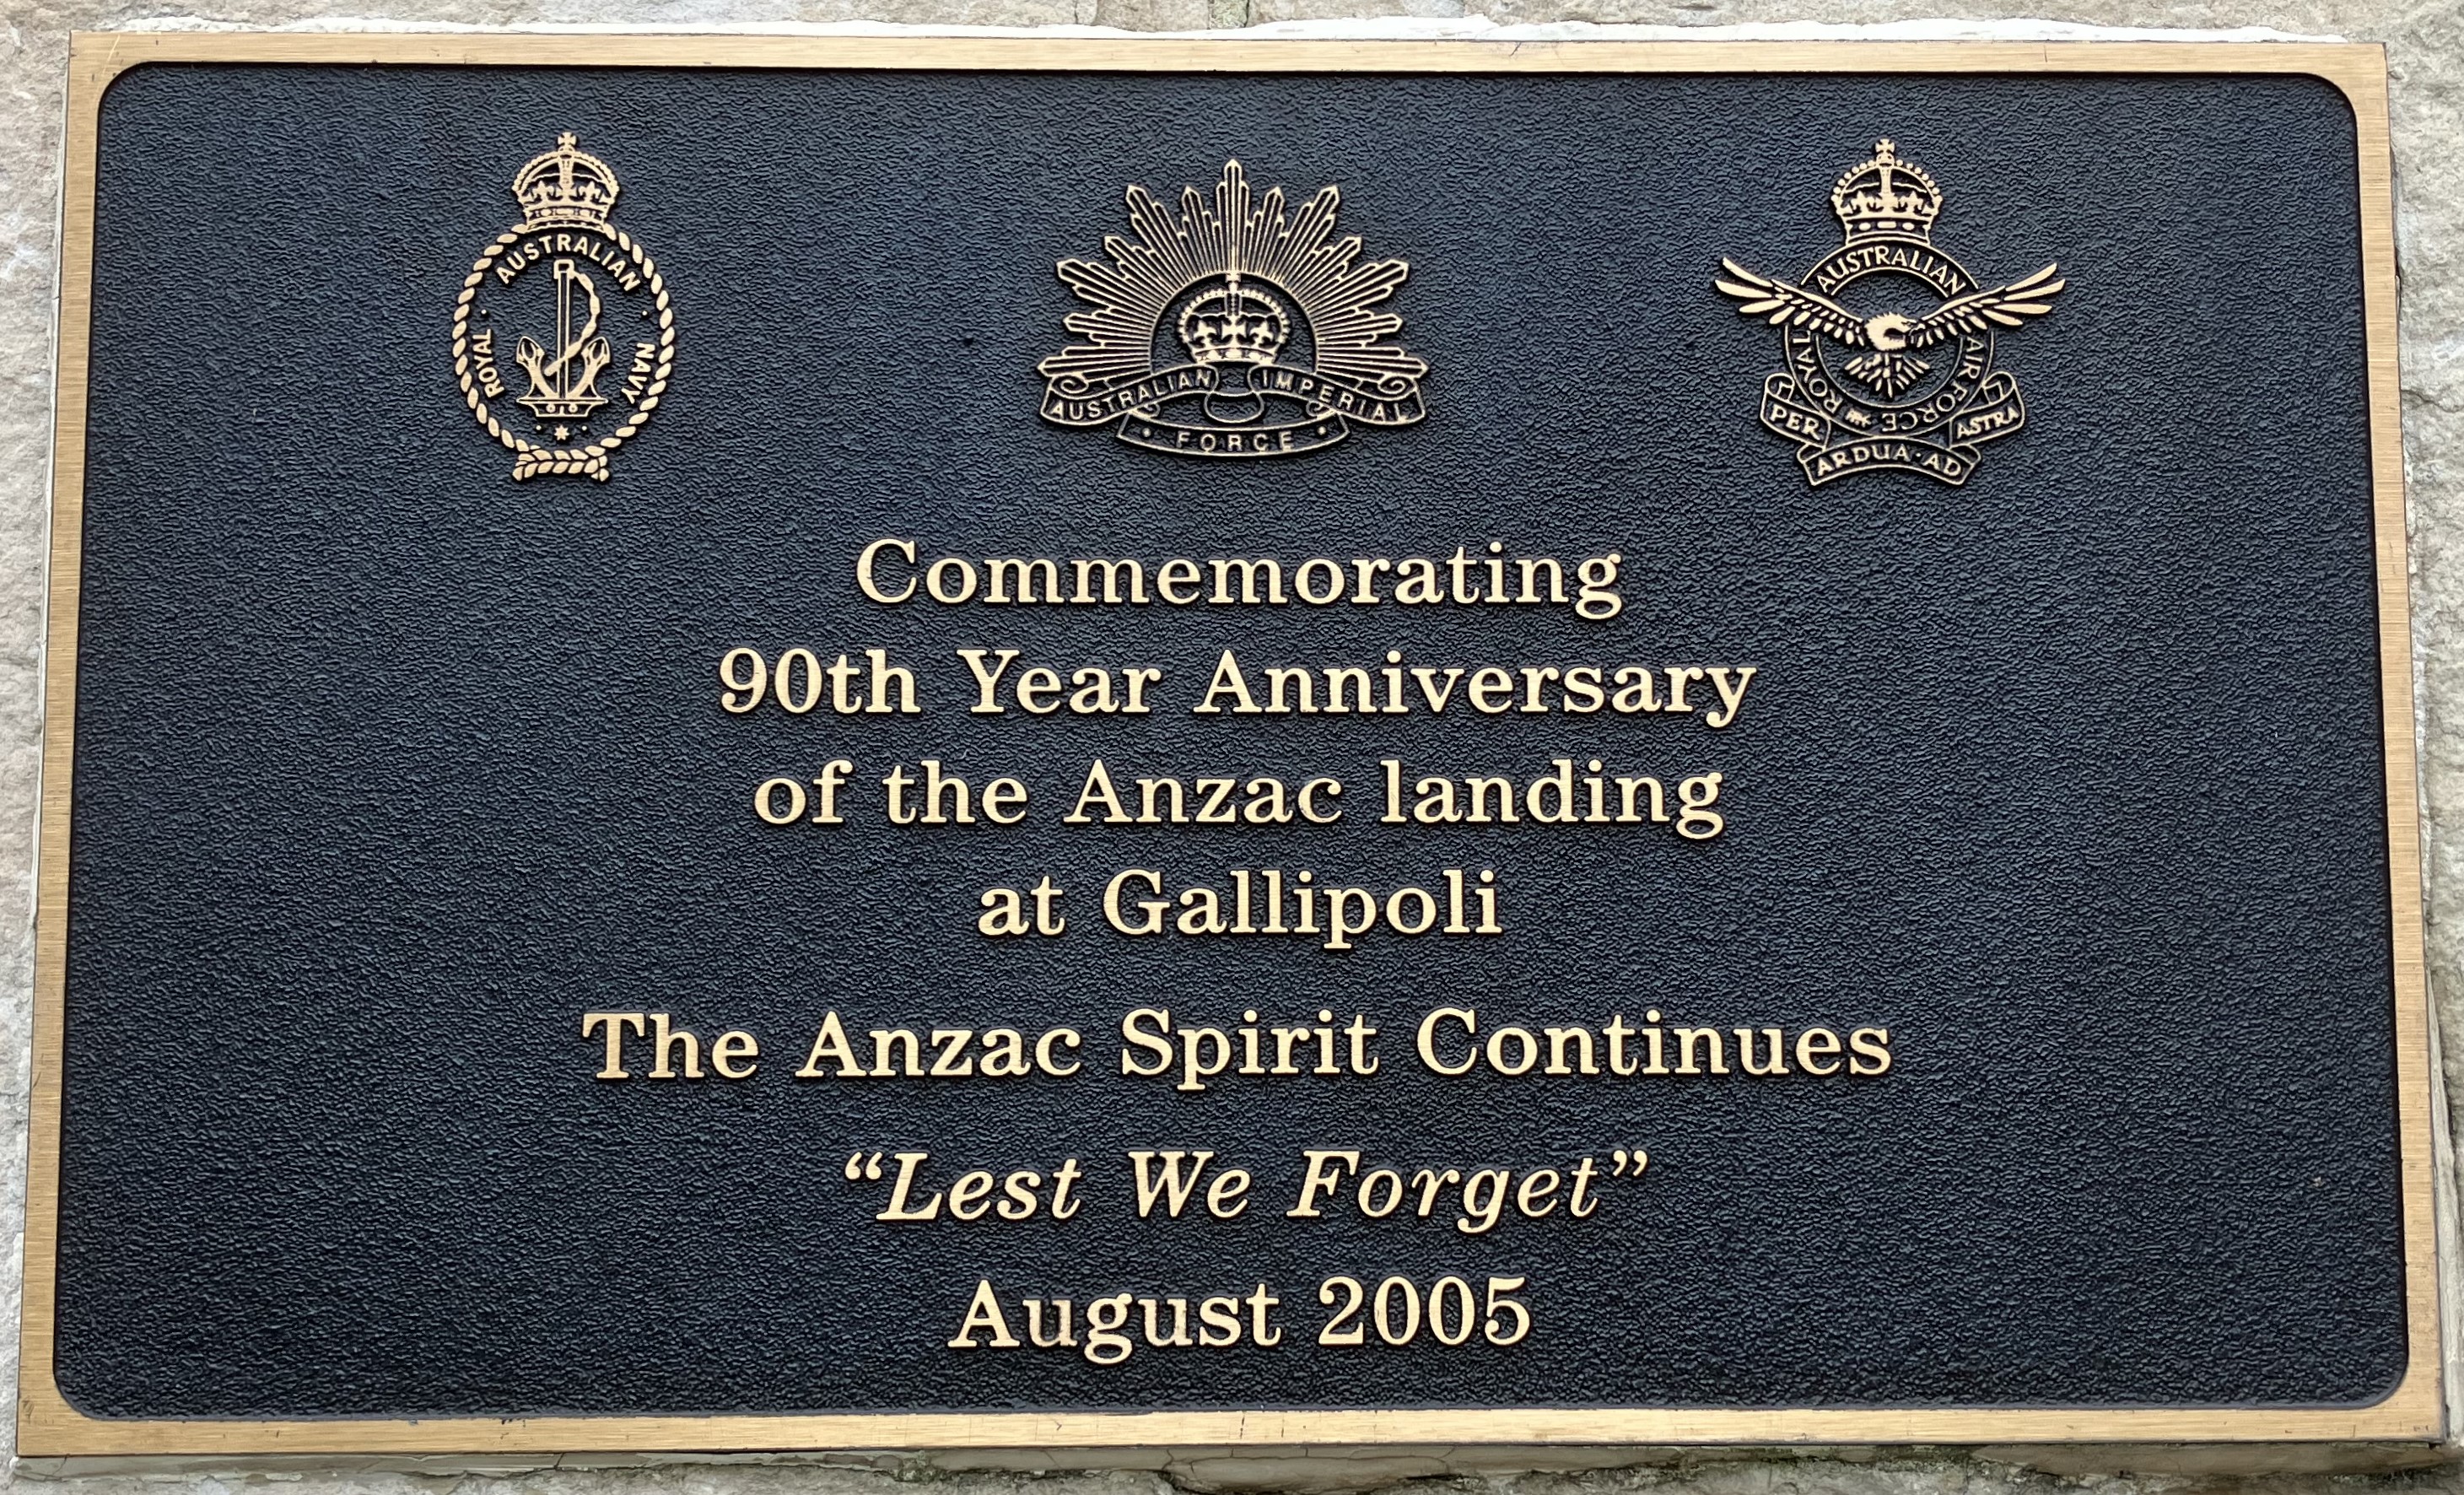 ROYAL AUSTRALIAN NAVY
AUSTRALIAN IMPERIAL
FORCE
ROYAL AUSTRALIAN AIR FORCE
PER ARDUA · AD ASTRA
Commemorating
90th Year Anniversary
of the Anzac landing
at Gallipoli
The Anzac Spirit Continues
“Lest We Forget”
August 2005